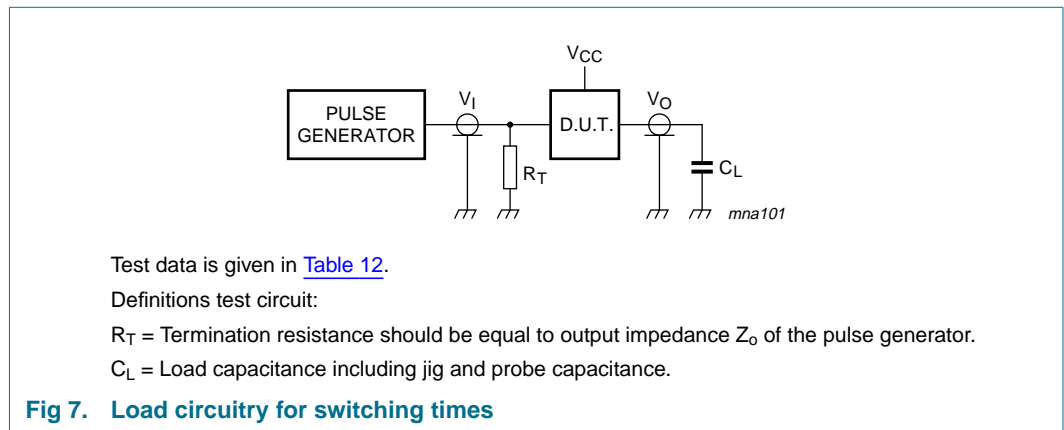 VCC
PULSE
GENERATOR
VI
D.U.T.
VO
RT
CL
mna101
Test data is given in Table 12.
Definitions test circuit:
RT = Termination resistance should be equal to output impedance Zo of the pulse generator.
CL = Load capacitance including jig and probe capacitance.
Fig 7. Load circuitry for switching times